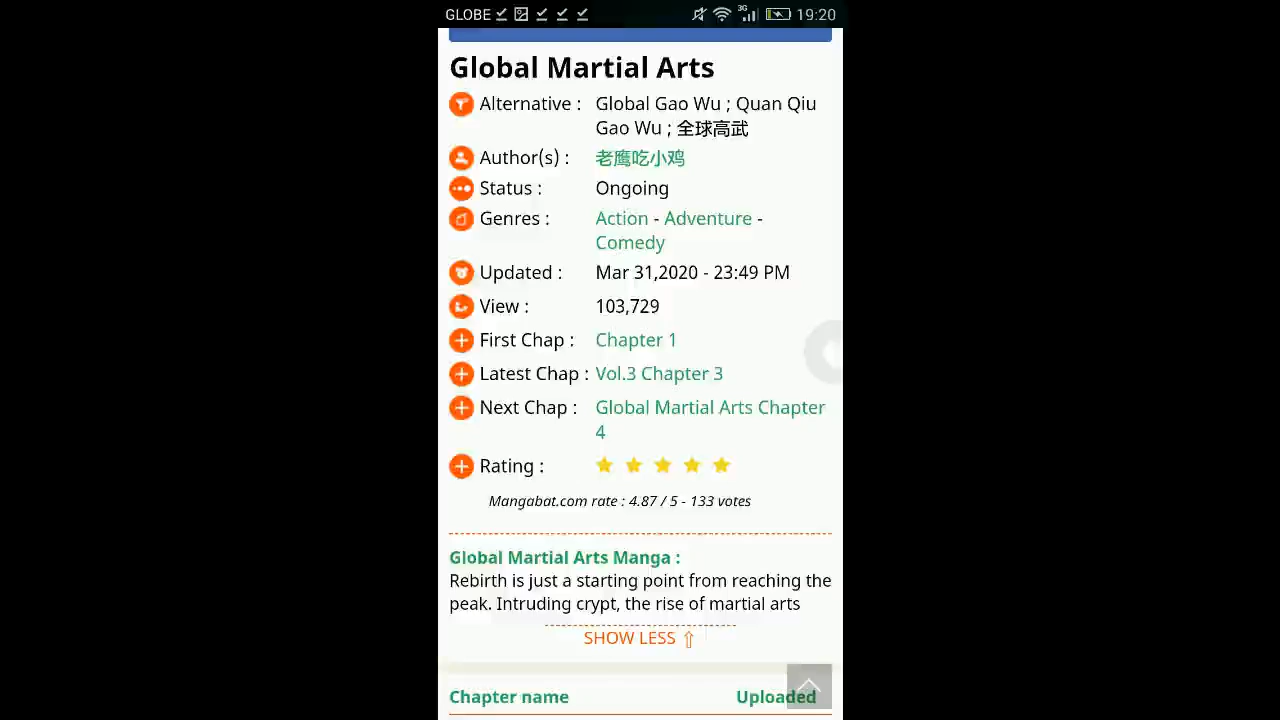 GLOBE 3G 19:20
Global Martial Arts
Alternative : Global Gao Wu ; Quan Qiu
Gao Wu ; 全球高武
Author(s) : 老鹰吃小鸡
Status : Ongoing
Genres : Action - Adventure -
Comedy
Updated : Mar 31,2020 - 23:49 PM
View : 103,729
First Chap : Chapter 1
Latest Chap : Vol.3 Chapter 3
Next Chap : Global Martial Arts Chapter
4
Rating :
Mangabat.com rate : 4.87 / 5 - 133 votes
Global Martial Arts Manga :
Rebirth is just a starting point from reaching the
peak. Intruding crypt, the rise of martial arts
SHOW LESS ⇧
Chapter name Uploaded